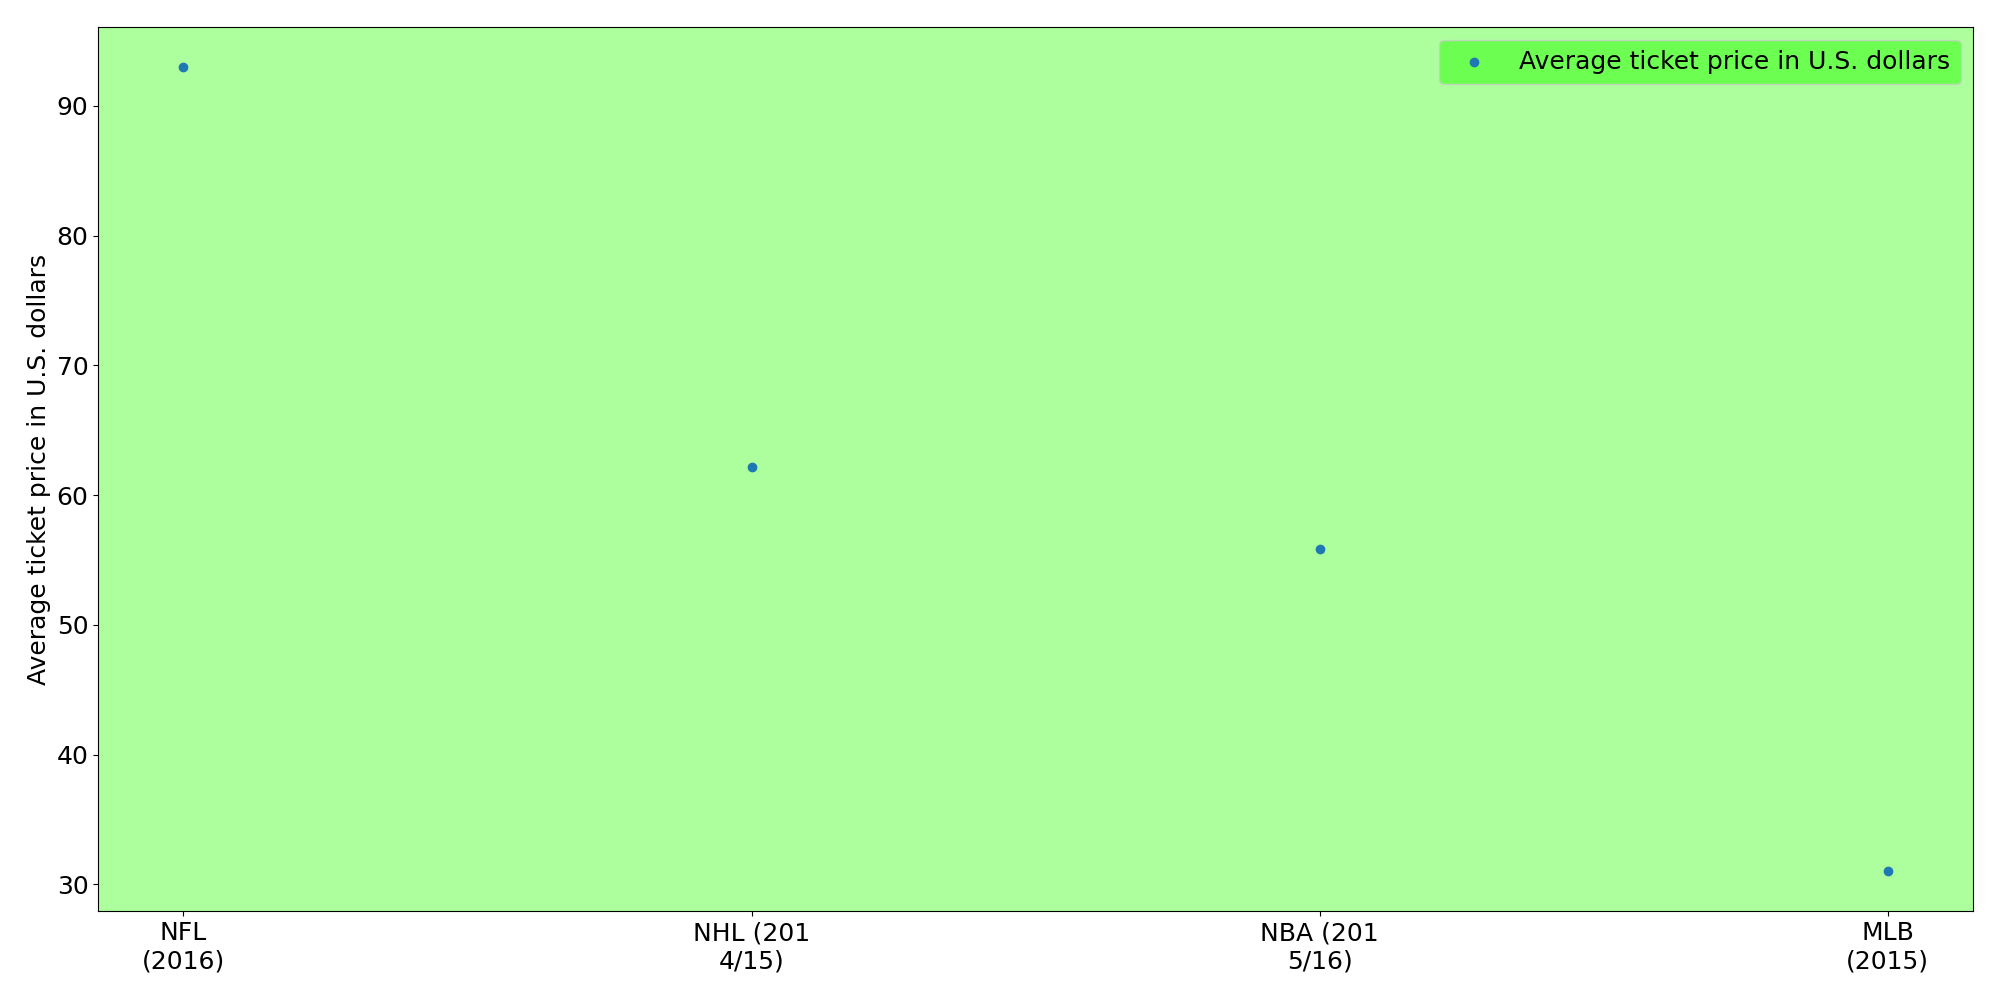 Average ticket price in U.S. dollars
Average ticket price in U.S. dollars
90
80
70
60
50
40
30
NFL
(2016)
NHL (201
4/15)
NBA (201
5/16)
MLB
(2015)